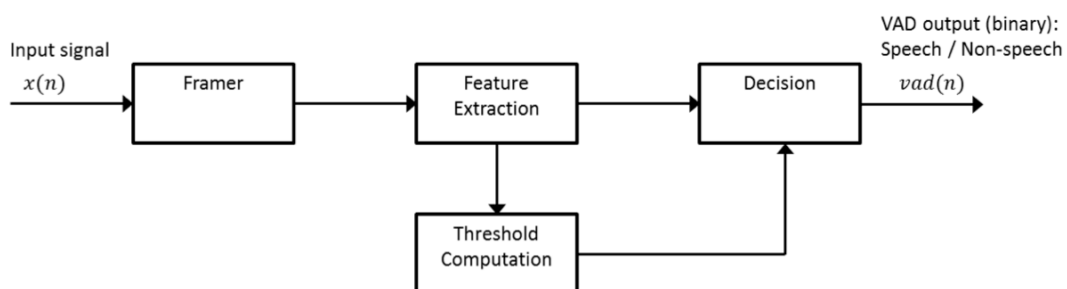 VAD output (binary):
Input signal
Speech / Non-speech
x(n)
Framer
Feature
Extraction
Decision
vad(n)
Threshold
Computation